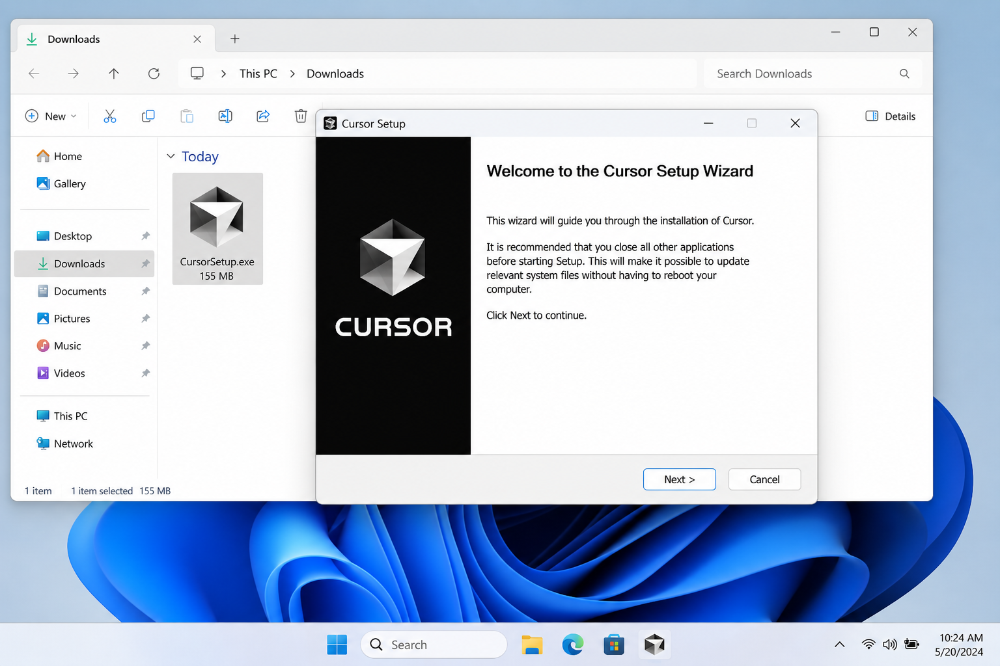 Downloads
This PC
Downloads
Search Downloads
New
Details
Home
Gallery
Desktop
Downloads
Documents
Pictures
Music
Videos
This PC
Network
Today
CursorSetup.exe
155 MB
1 item
1 item selected 155 MB
Cursor Setup
CURSOR
Welcome to the Cursor Setup Wizard
This wizard will guide you through the installation of Cursor.
It is recommended that you close all other applications
before starting Setup. This will make it possible to update
relevant system files without having to reboot your
computer.
Click Next to continue.
Next >
Cancel
Search
10:24 AM
5/20/2024